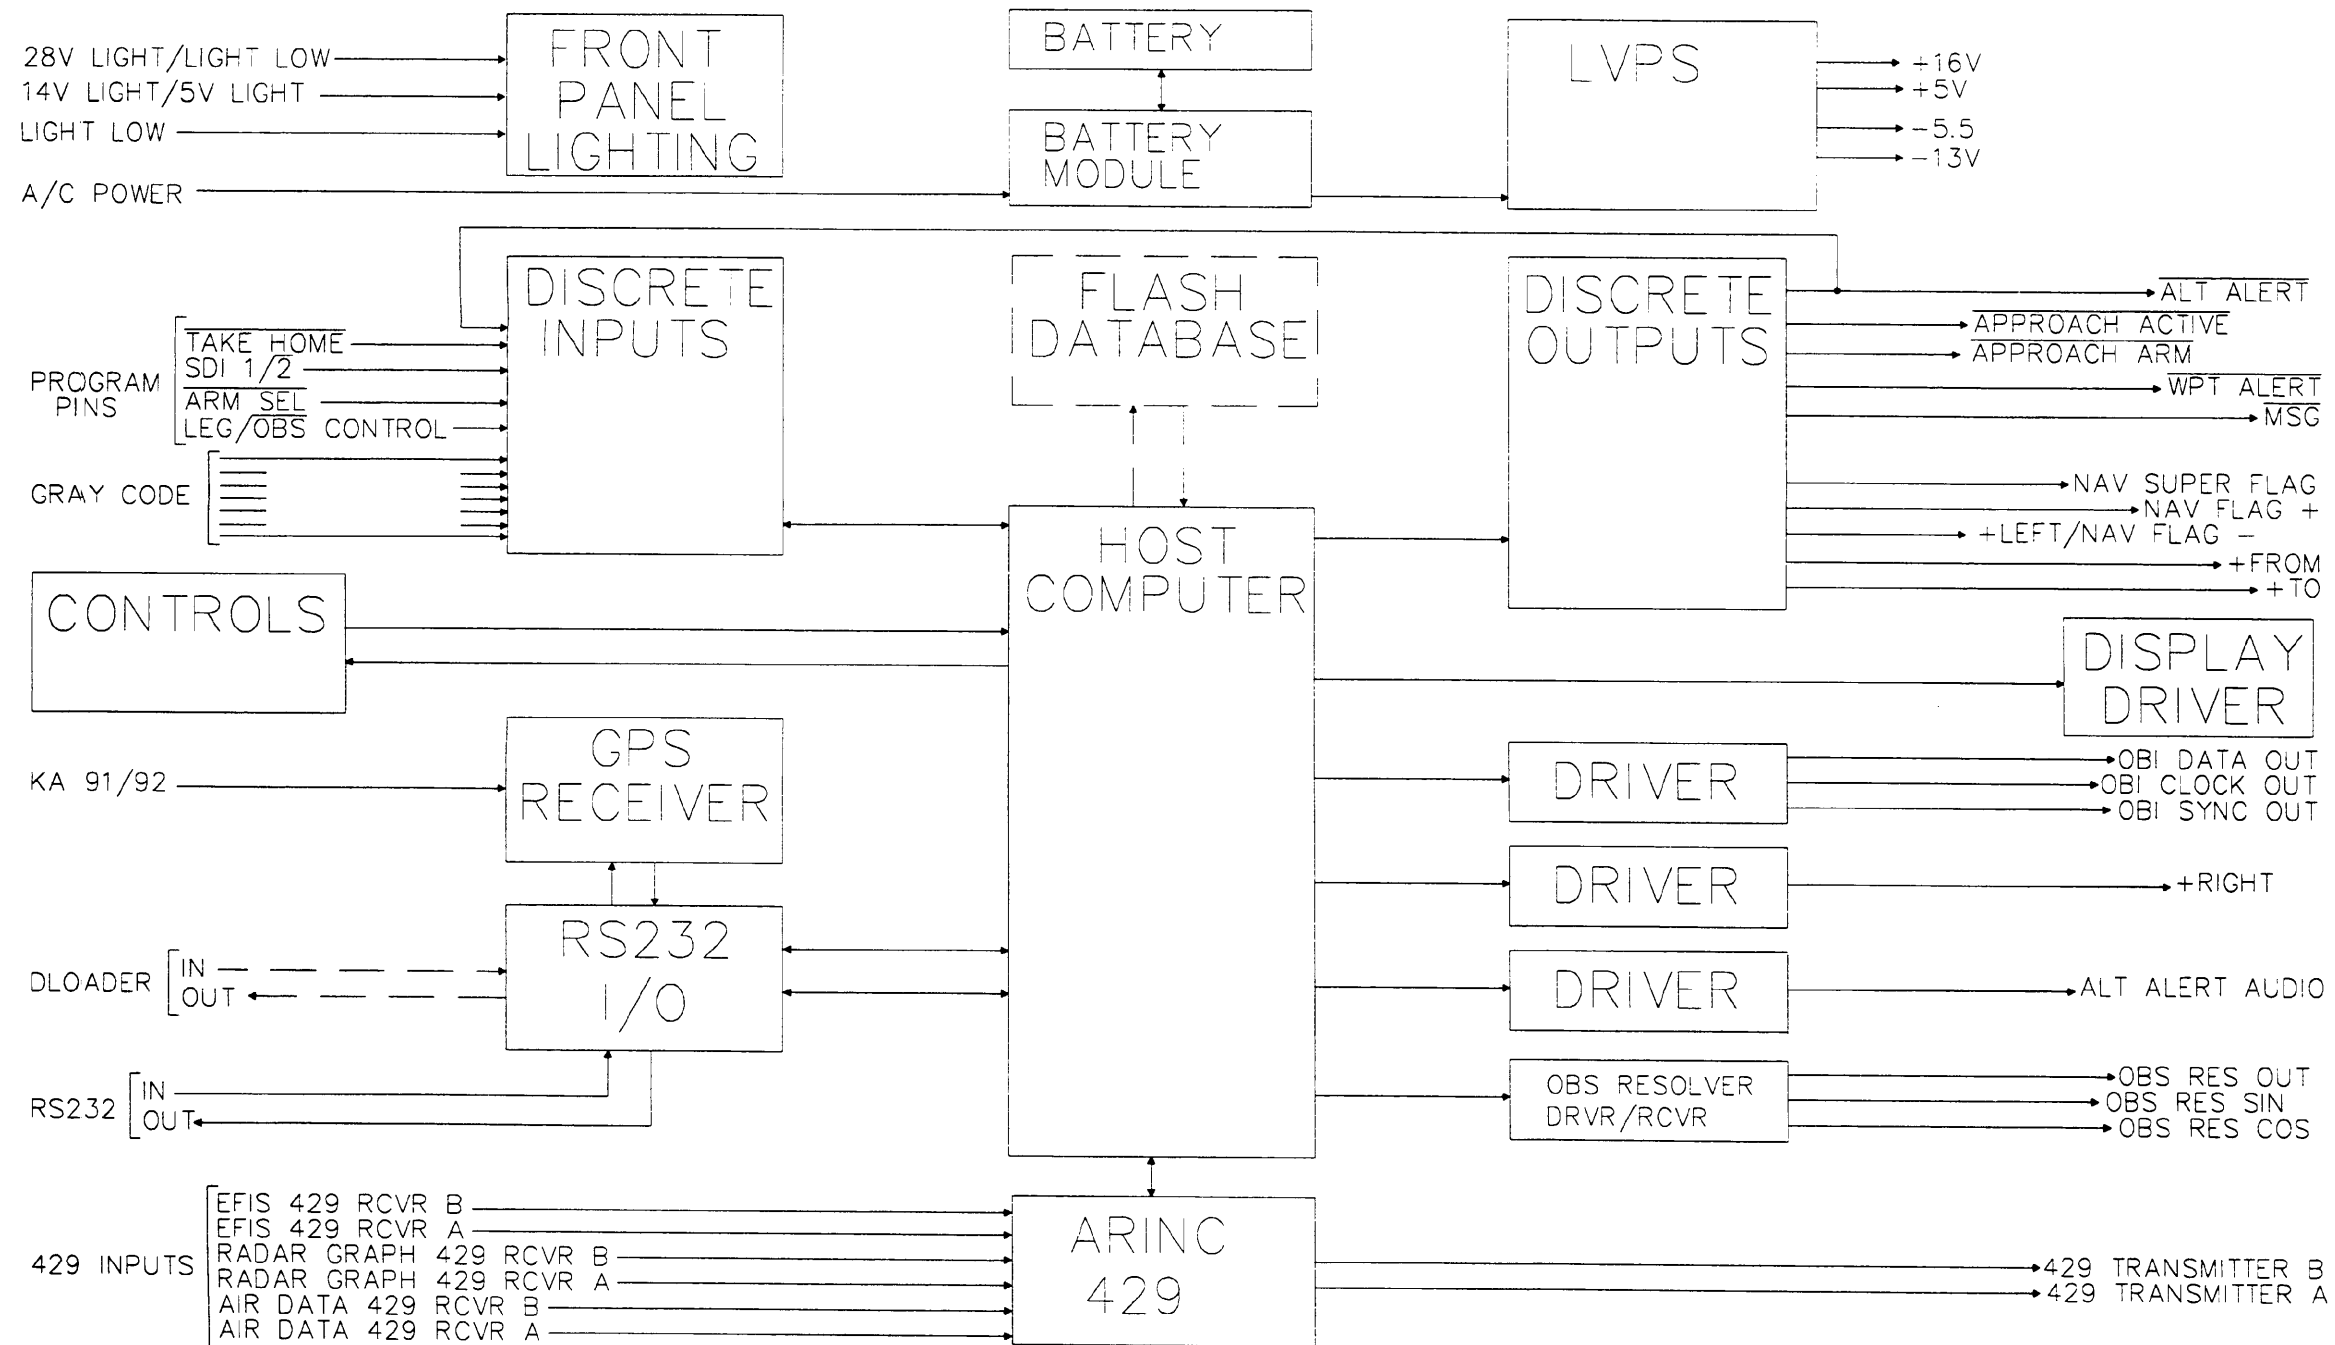 28V LIGHT/LIGHT LOW
14V LIGHT/5V LIGHT
LIGHT LOW
A/C POWER
FRONT
PANEL
LIGHTING
BATTERY
BATTERY
MODULE
LVPS
+16V
+5V
-5.5
-13V
PROGRAM
PINS
TAKE HOME
SDI 1/2
ARM SEL
LEG/OBS CONTROL
GRAY CODE
DISCRETE
INPUTS
FLASH
DATABASE
DISCRETE
OUTPUTS
ALT ALERT
APPROACH ACTIVE
APPROACH ARM
WPT ALERT
MSG
NAV SUPER FLAG
NAV FLAG +
+LEFT/NAV FLAG -
+FROM
+TO
CONTROLS
HOST
COMPUTER
DISPLAY
DRIVER
KA 91/92
GPS
RECEIVER
DRIVER
OBI DATA OUT
OBI CLOCK OUT
OBI SYNC OUT
DRIVER
+RIGHT
DLOADER
IN
OUT
RS232
I/O
DRIVER
ALT ALERT AUDIO
RS232
IN
OUT
OBS RESOLVER
DRVR/RCVR
OBS RES OUT
OBS RES SIN
OBS RES COS
429 INPUTS
EFIS 429 RCVR B
EFIS 429 RCVR A
RADAR GRAPH 429 RCVR B
RADAR GRAPH 429 RCVR A
AIR DATA 429 RCVR B
AIR DATA 429 RCVR A
ARINC
429
429 TRANSMITTER B
429 TRANSMITTER A